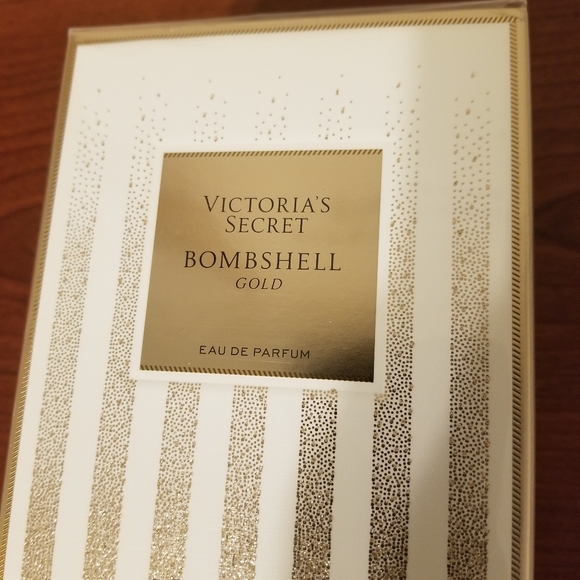 VICTORIA'S
SECRET
BOMBSHELL
GOLD
EAU DE PARFUM